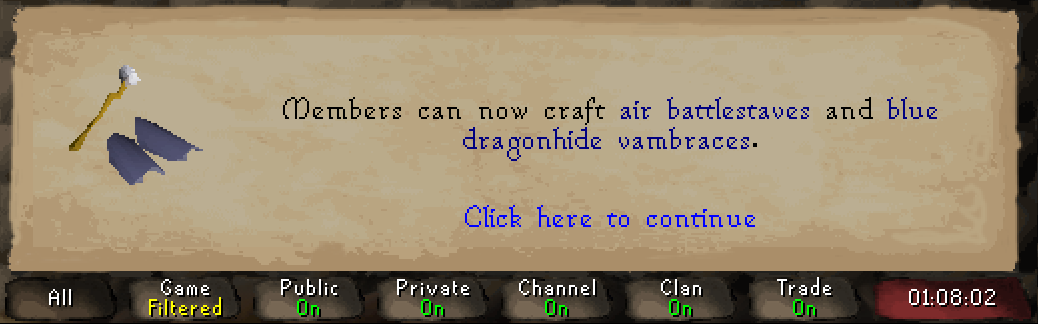 Members can now craft air battlestaves and blue
dragonhide vambraces.
Click here to continue
All
Game
Filtered
Public
On
Private
On
Channel
On
Clan
On
Trade
On
01:08:02